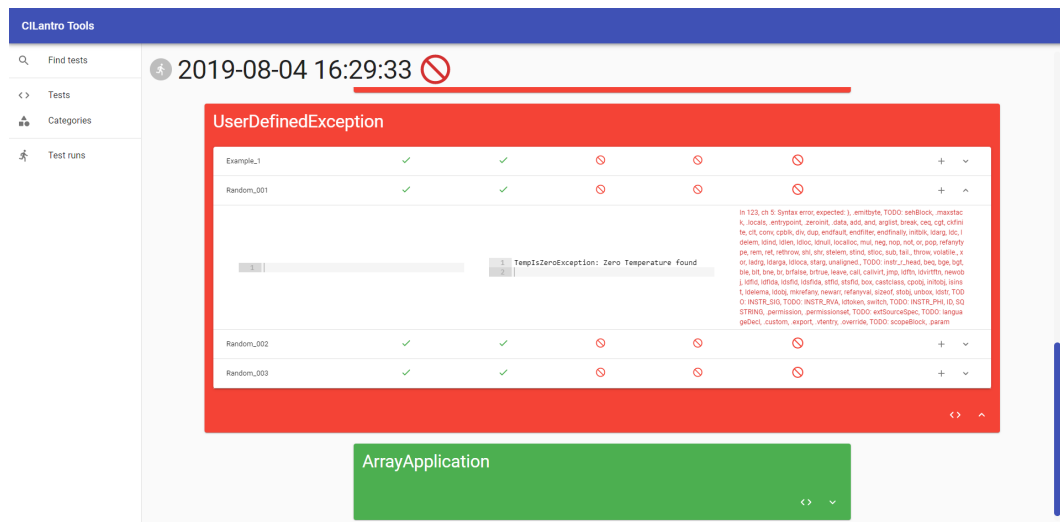 CILantro Tools
Find tests
Tests
Categories
Test runs
2019-08-04 16:29:33
UserDefinedException
Example_1
Random_001
1
1 TempIsZeroException: Zero Temperature found
2
ln 123, ch 5: Syntax error, expected: }, .emitbyte, TODO: sehBlock, .maxstac
k, .locals, .entrypoint, .zeroinit, .data, add, and, arglist, break, ceq, cgt, ckfini
te, clt, conv, cpblk, div, dup, endfault, endfilter, endfinally, initblk, ldarg, ldc, l
delem, ldind, ldlen, ldloc, ldnull, localloc, mul, neg, nop, not, or, pop, refanyty
pe, rem, ret, rethrow, shl, shr, stelem, stind, stloc, sub, tail., throw, volatile., x
or, ldarg, ldarga, ldloca, starg, unaligned., TODO: instr_r_head, beq, bge, bgt,
ble, blt, bne, br, brfalse, brtrue, leave, call, callvirt, jmp, ldftn, ldvirtftn, newob
j, ldfld, ldflda, ldsfld, ldsflda, stfld, stsfld, box, castclass, cpobj, initobj, isins
t, ldelema, ldobj, mkrefany, newarr, refanyval, sizeof, stobj, unbox, ldstr, TOD
O: INSTR_SIG, TODO: INSTR_RVA, ldtoken, switch, TODO: INSTR_PHI, ID, SQ
STRING, .permission, .permissionset, TODO: extSourceSpec, TODO: langua
geDecl, .custom, .export, .vtentry, .override, TODO: scopeBlock, .param
Random_002
Random_003
ArrayApplication